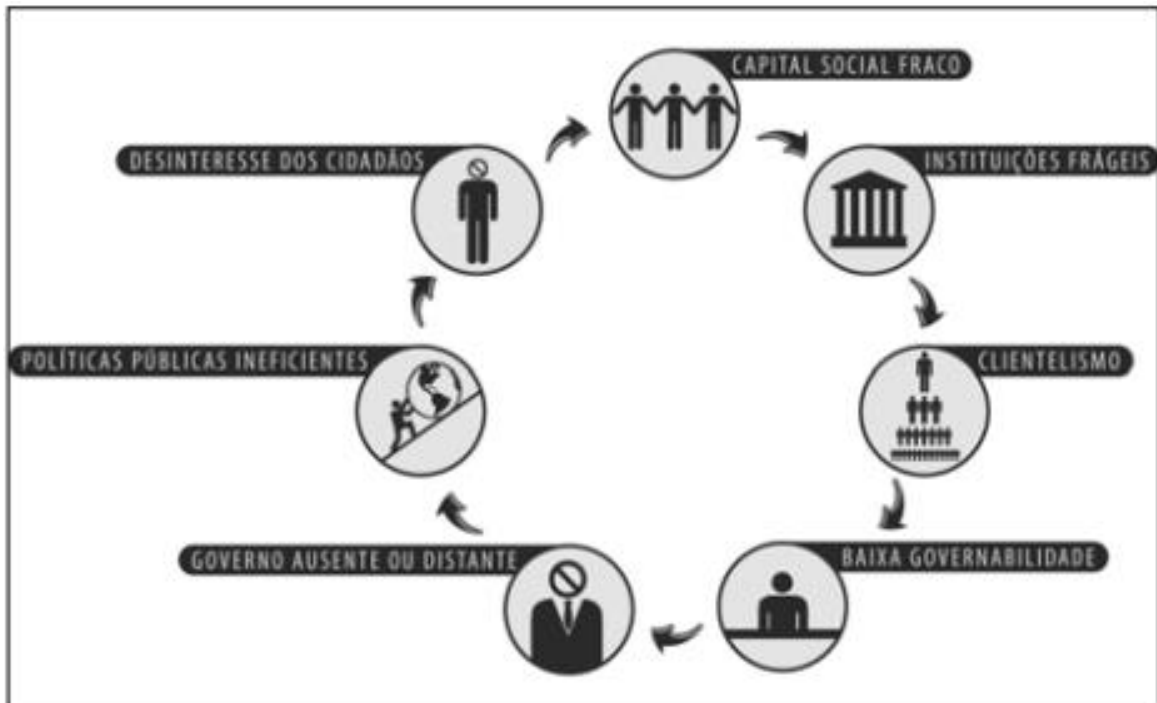 CAPITAL SOCIAL FRACO
DESINTERESSE DOS CIDADÃOS
INSTITUIÇÕES FRÁGEIS
POLÍTICAS PÚBLICAS INEFICIENTES
CLIENTELISMO
GOVERNO AUSENTE OU DISTANTE
BAIXA GOVERNABILIDADE